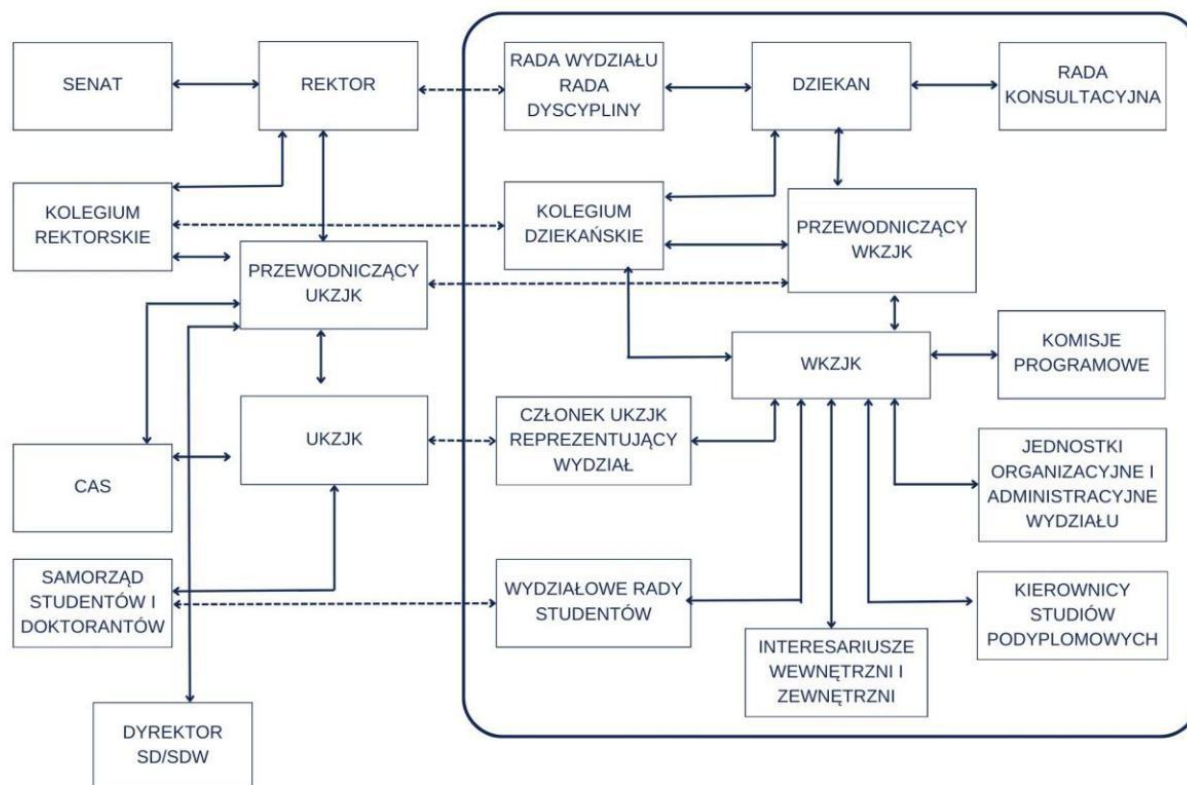 SENAT
REKTOR
RADA WYDZIAŁU
RADA
DYSCYPLINY
DZIEKAN
RADA
KONSULTACYJNA
KOLEGIUM
REKTORSKIE
KOLEGIUM
DZIEKAŃSKIE
PRZEWODNICZĄCY
WKZJK
PRZEWODNICZĄCY
UKZJK
WKZJK
KOMISJE
PROGRAMOWE
UKZJK
CZŁONEK UKZJK
REPREZENTUJĄCY
WYDZIAŁ
CAS
JEDNOSTKI
ORGANIZACYJNE I
ADMINISTRACYJNE
WYDZIAŁU
SAMORZĄD
STUDENTÓW I
DOKTORANTÓW
WYDZIAŁOWE RADY
STUDENTÓW
KIEROWNICY
STUDIÓW
PODYPLOMOWYCH
INTERESARIUSZE
WEWNĘTRZNI I
ZEWNĘTRZNI
DYREKTOR
SD/SDW